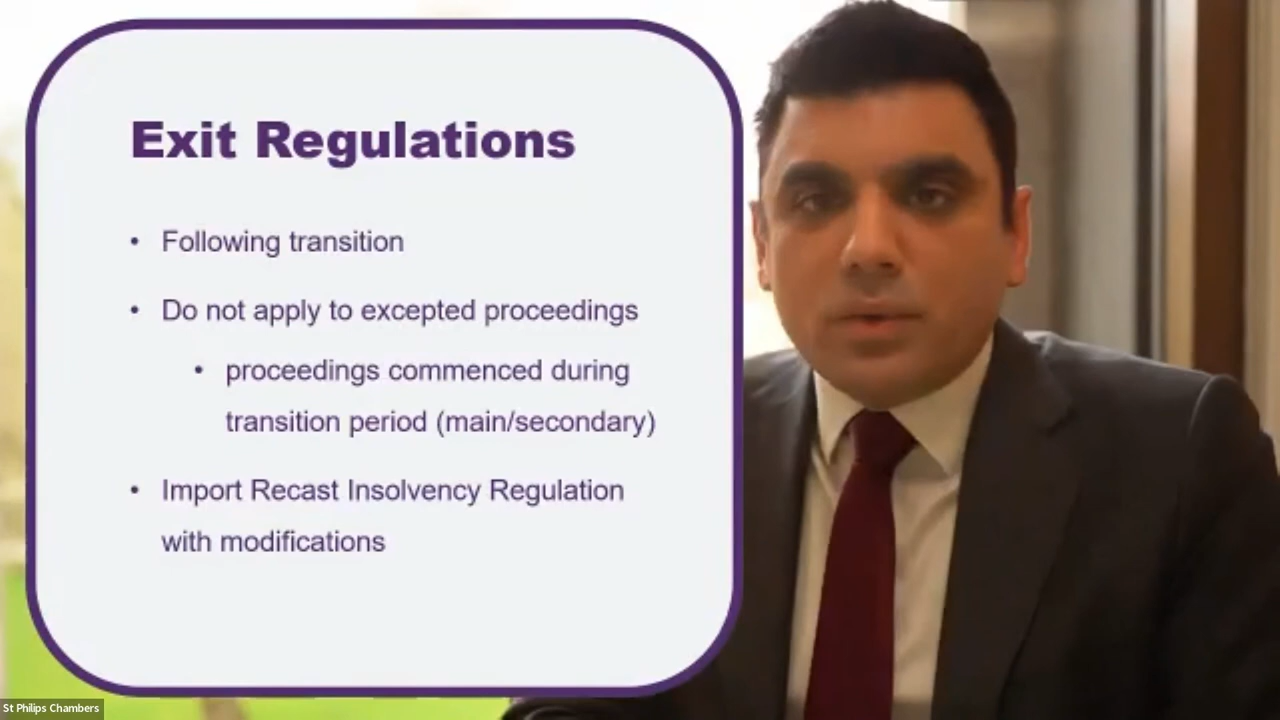 Exit Regulations
• Following transition
• Do not apply to excepted proceedings
• proceedings commenced during
transition period (main/secondary)
• Import Recast Insolvency Regulation
with modifications
St Philips Chambers